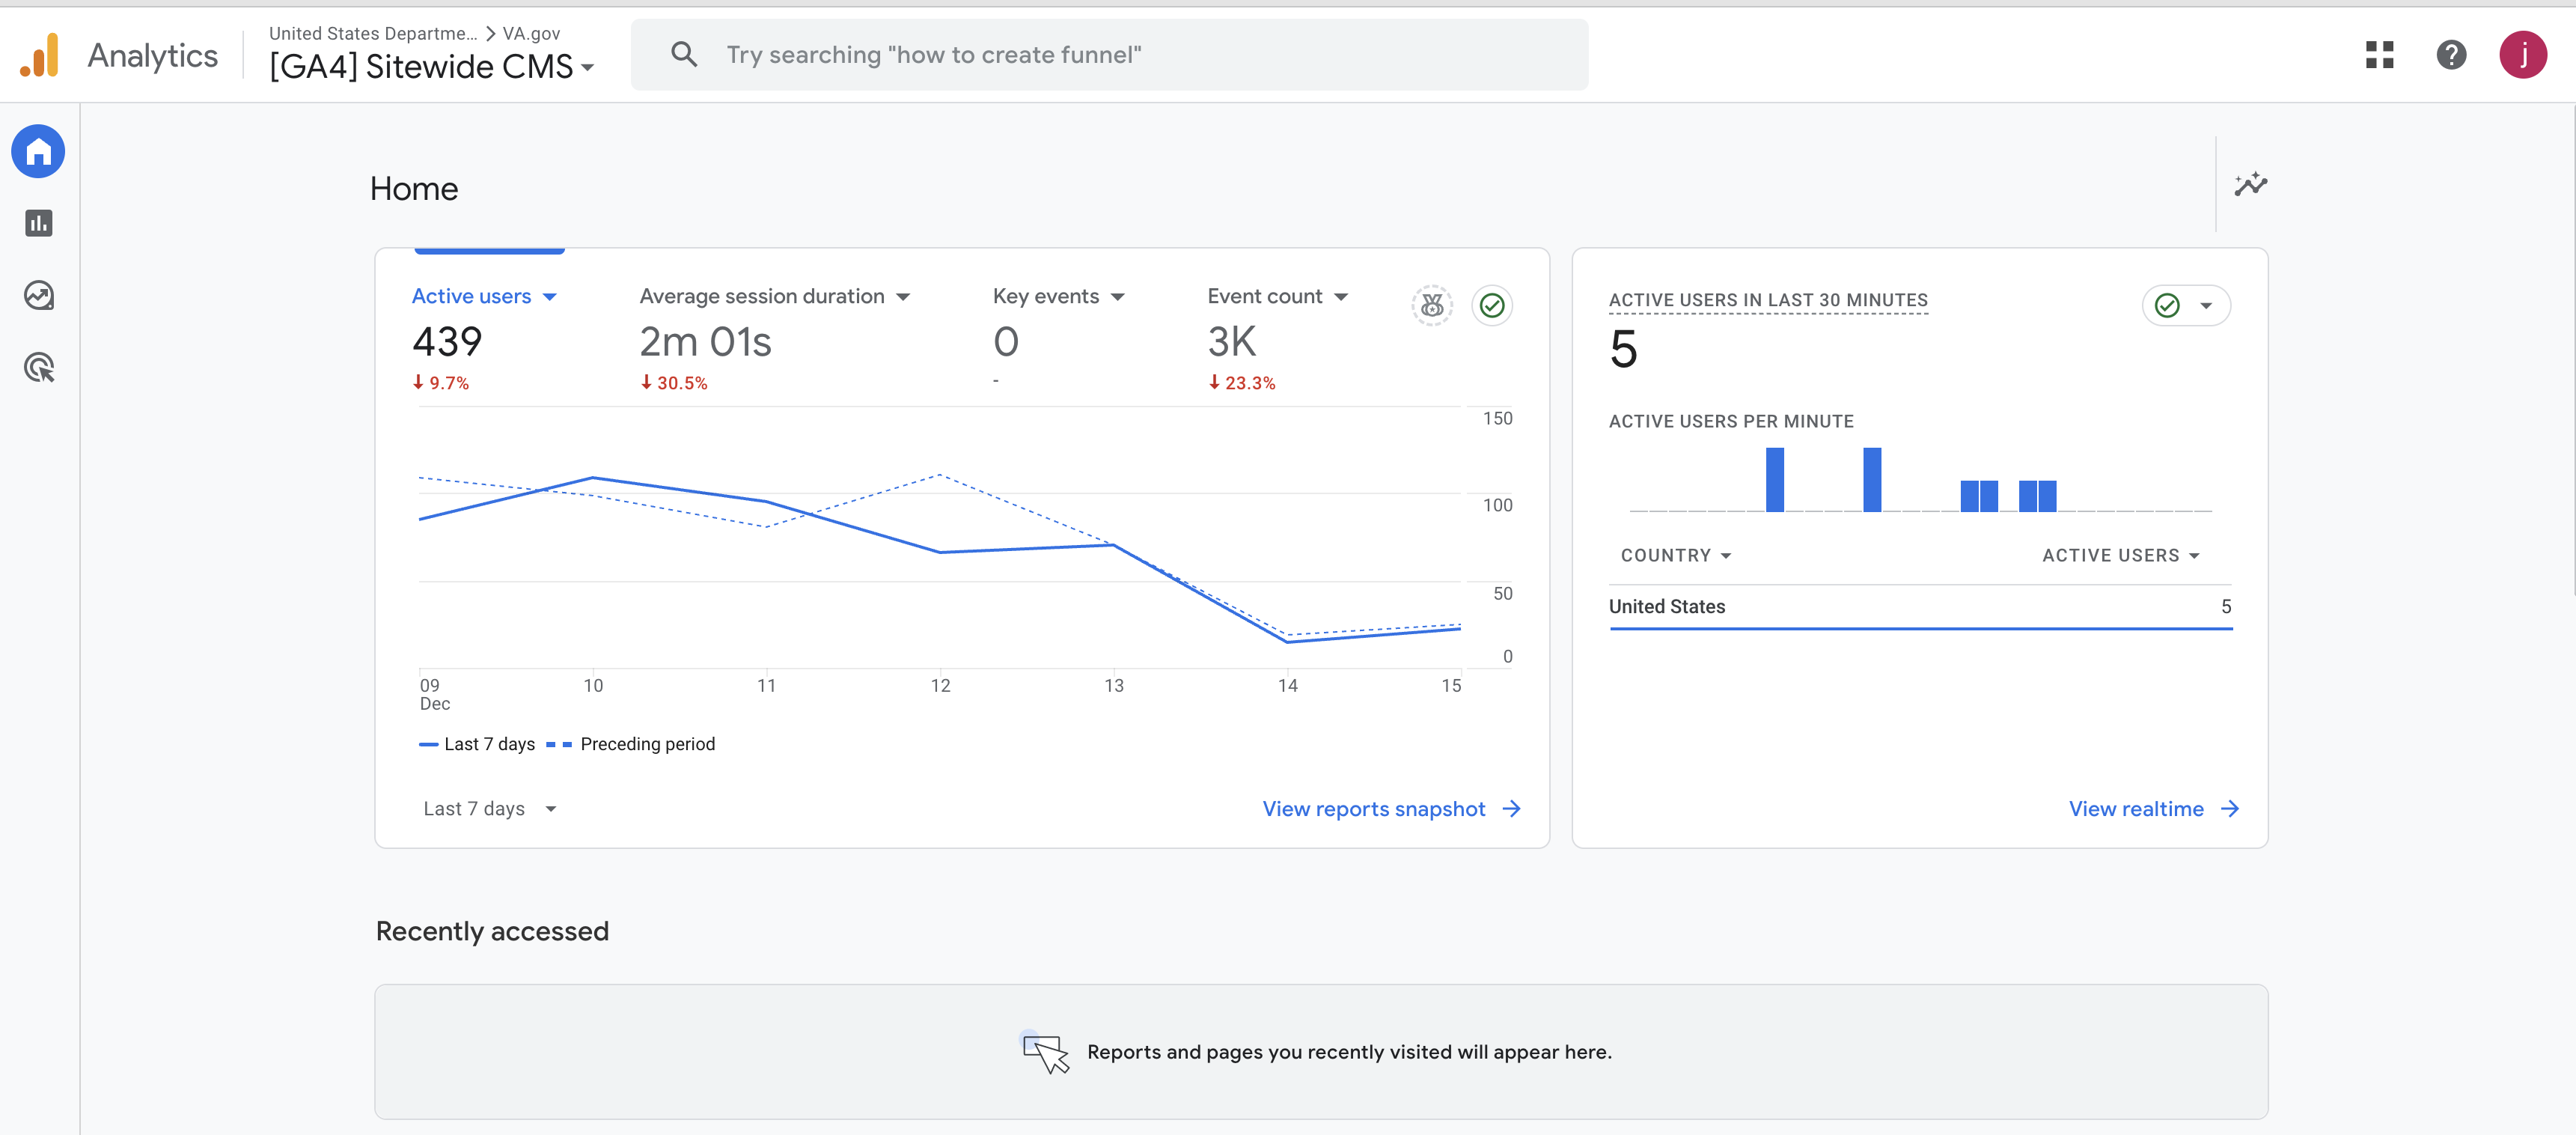 Analytics
United States Departme... > VA.gov
[GA4] Sitewide CMS
Try searching "how to create funnel"
?
j
Home
Active users
439
9.7%
Average session duration
2m 01s
30.5%
Key events
0
-
Event count
3K
23.3%
150
100
50
0
09 10 11 12 13 14 15
Dec
Last 7 days Preceding period
Last 7 days
View reports snapshot
ACTIVE USERS IN LAST 30 MINUTES
5
ACTIVE USERS PER MINUTE
COUNTRY ACTIVE USERS
United States 5
View realtime
Recently accessed
Reports and pages you recently visited will appear here.